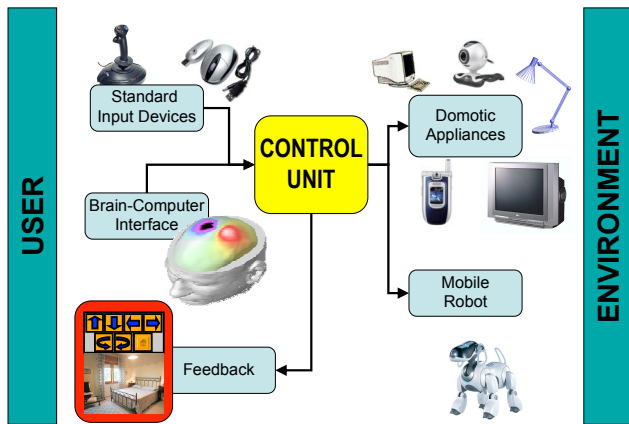 USER
Standard
Input Devices
Brain-Computer
Interface
Feedback
CONTROL
UNIT
Domotic
Appliances
Mobile
Robot
ENVIRONMENT